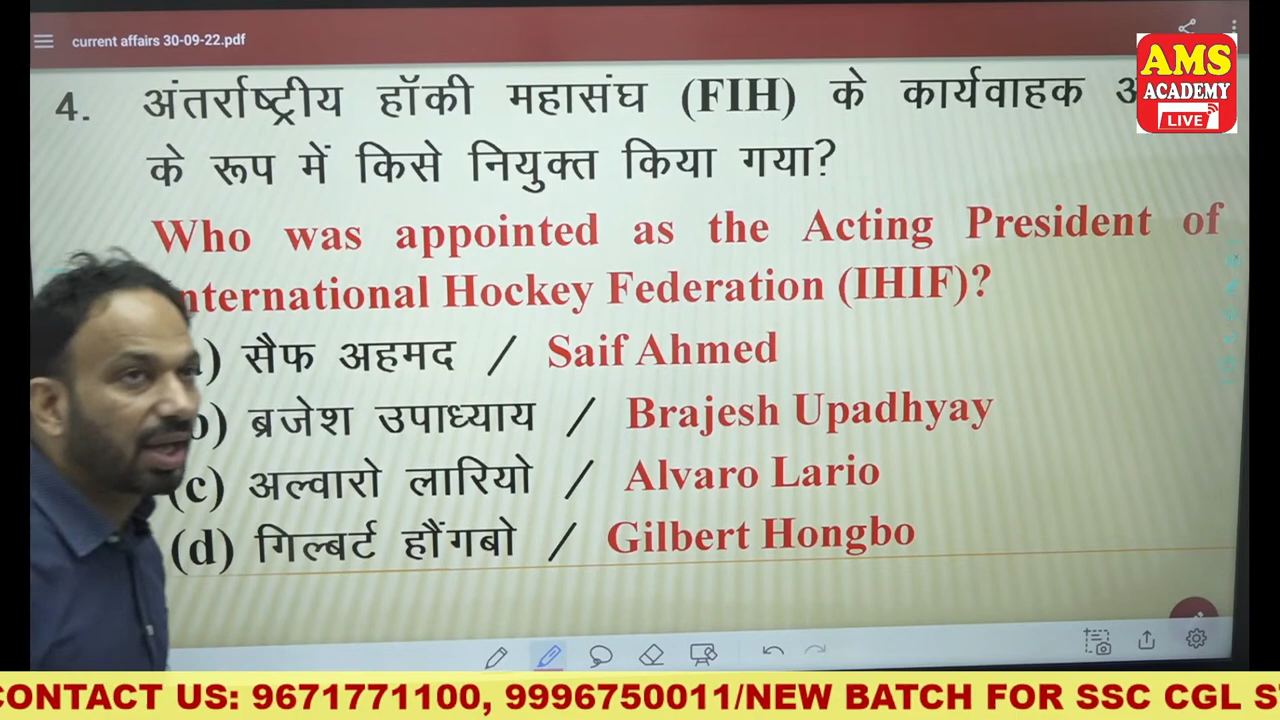 current affairs 30-09-22.pdf
AMS
ACADEMY
LIVE
4. अंतर्राष्ट्रीय हॉकी महासंघ (FIH) के कार्यवाहक
के रूप में किसे नियुक्त किया गया?
Who was appointed as the Acting President of
International Hockey Federation (IHIF)?
) सैफ अहमद / Saif Ahmed
b) ब्रजेश उपाध्याय / Brajesh Upadhyay
(c) अल्वारो लारियो / Alvaro Lario
(d) गिल्बर्ट हौंगबो / Gilbert Hongbo
CONTACT US: 9671771100, 9996750011/NEW BATCH FOR SSC CGL